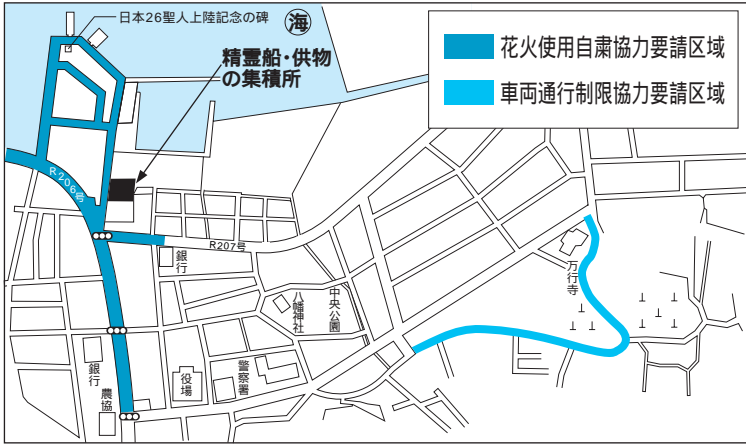 日本26聖人上陸記念の碑
海
精霊船・供物
の集積所
花火使用自粛協力要請区域
車両通行制限協力要請区域
R206号
R207号
銀行
万行寺
中央公園
八幡神社
銀行
役場
警察署
農協